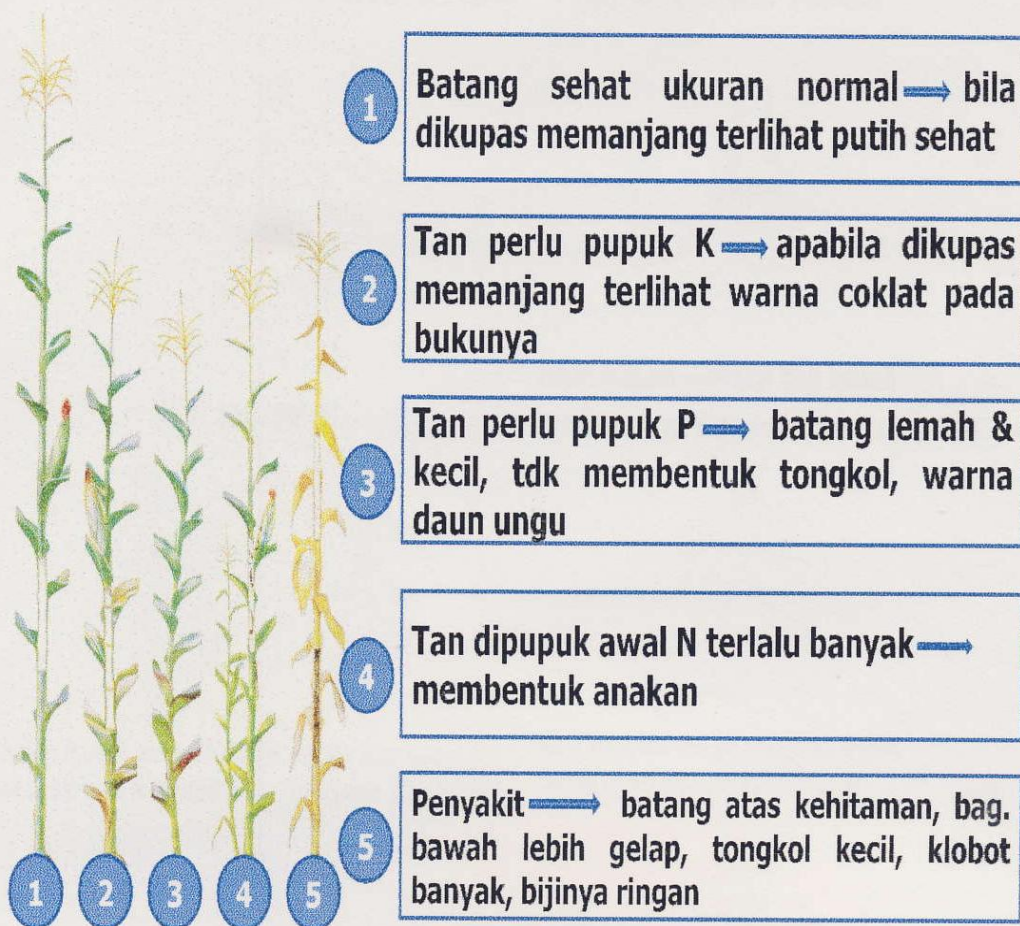 1
Batang sehat ukuran normal → bila
dikupas memanjang terlihat putih sehat
2
Tan perlu pupuk K → apabila dikupas
memanjang terlihat warna coklat pada
bukunya
3
Tan perlu pupuk P → batang lemah &
kecil, tdk membentuk tongkol, warna
daun ungu
4
Tan dipupuk awal N terlalu banyak →
membentuk anakan
5
Penyakit → batang atas kehitaman, bag.
bawah lebih gelap, tongkol kecil, klobot
banyak, bijinya ringan
1 2 3 4 5